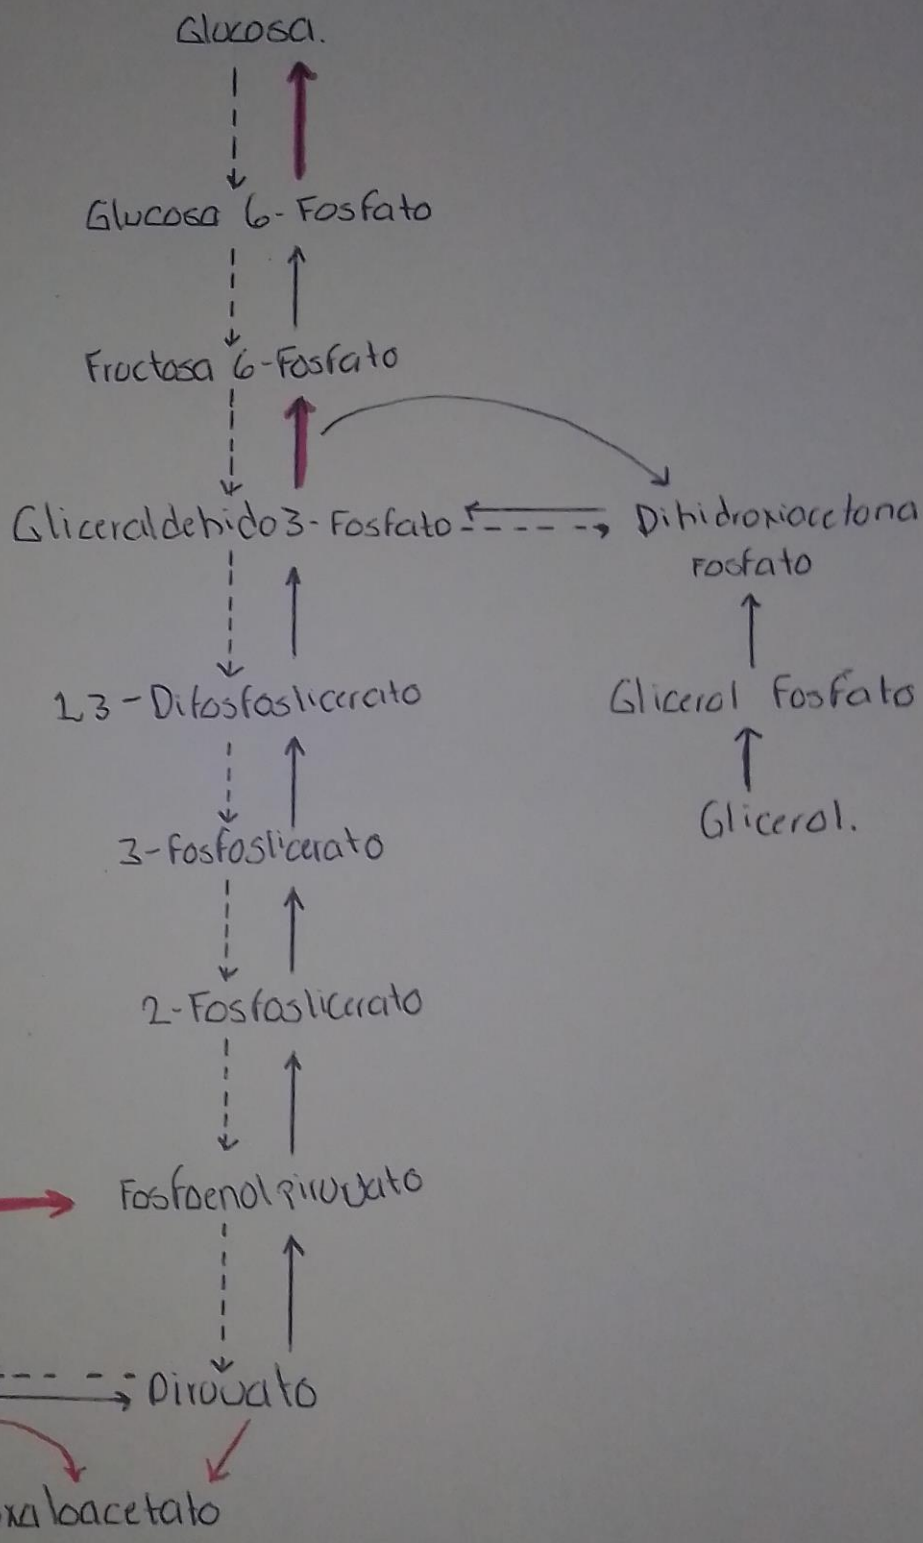 Glucosa.
Glucosa 6-Fosfato
Fructosa 6-Fosfato
Gliceraldehido 3-Fosfato
Dihidroxiacetona
Fosfato
1,3-Difosfoglicerato
Glicerol Fosfato
Glicerol.
3-Fosfoglicerato
2-Fosfoglicerato
Fosfoenolpiruvato
Piruvato
xaloacetato